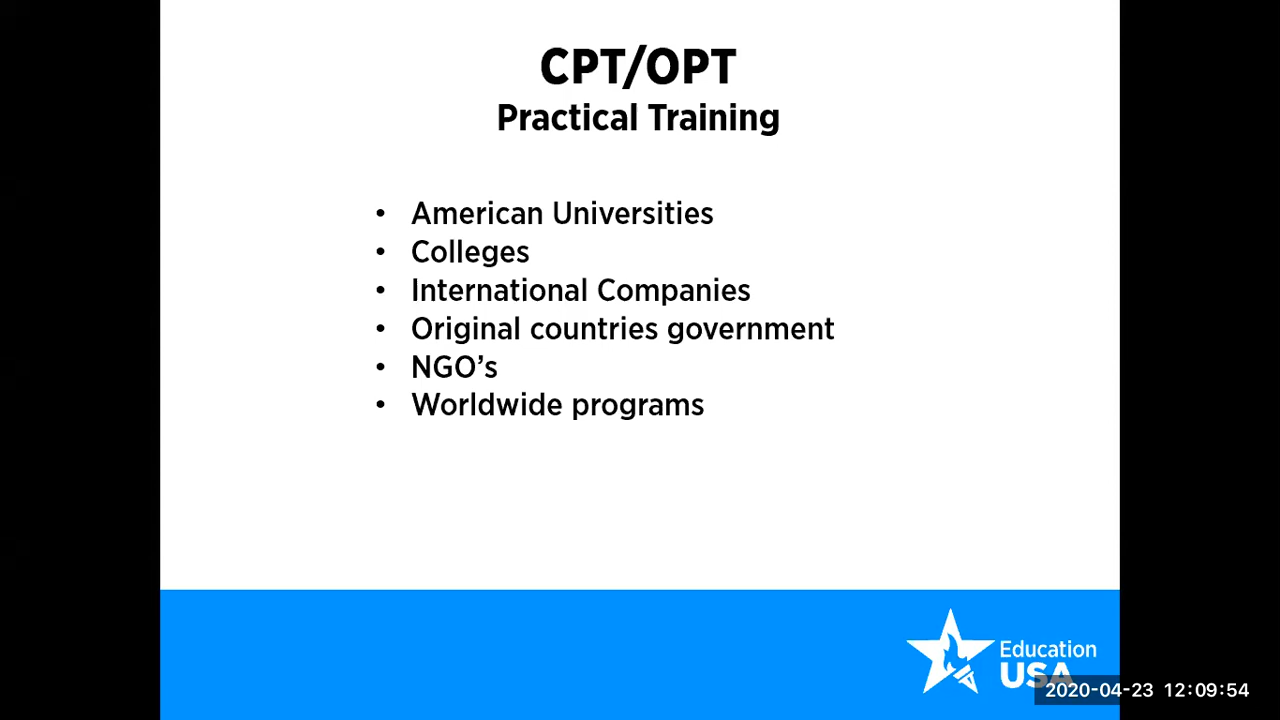 CPT/OPT
Practical Training
• American Universities
• Colleges
• International Companies
• Original countries government
• NGO’s
• Worldwide programs
Education
USA
2020-04-23 12:09:54